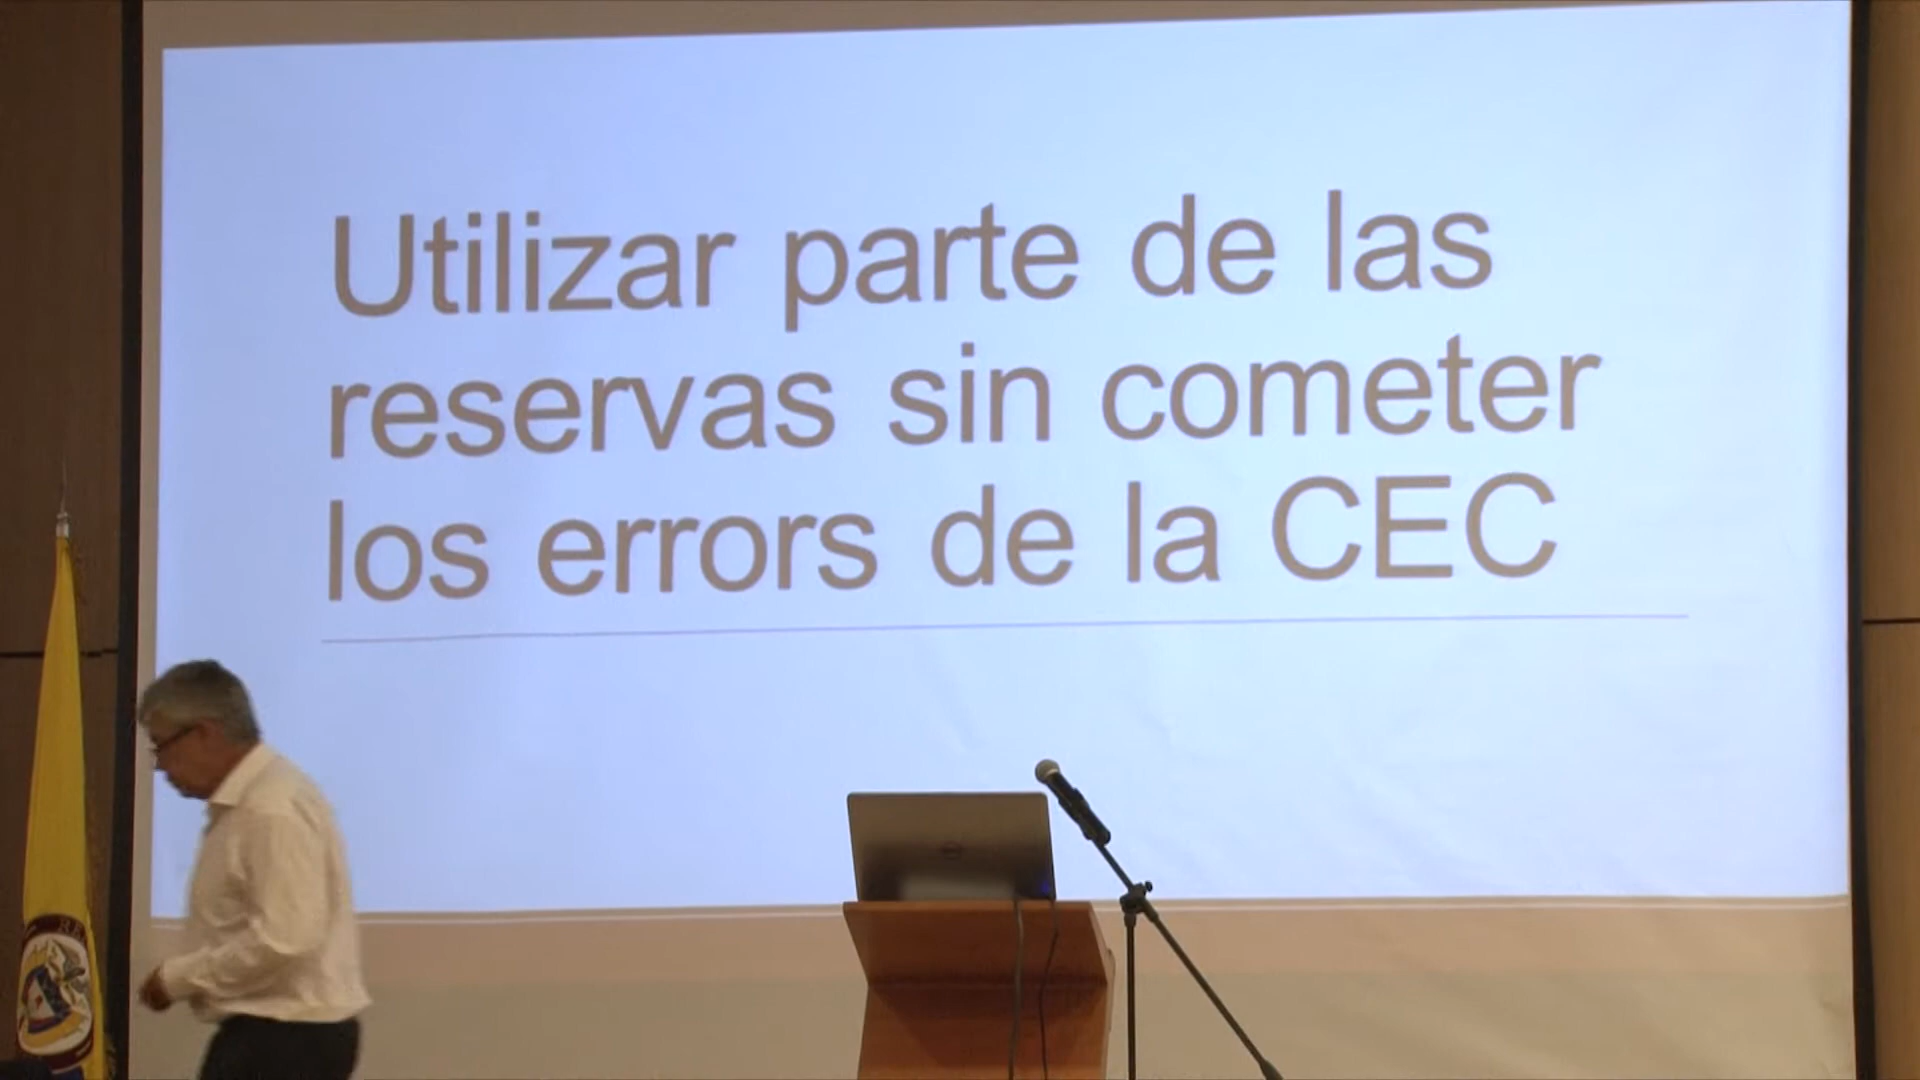 Utilizar parte de las
reservas sin cometer
los errors de la CEC